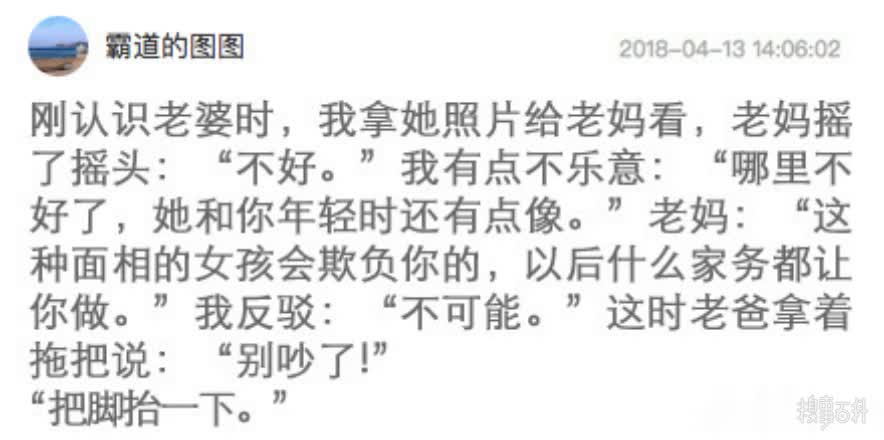 霸道的图图
2018-04-13 14:06:02
刚认识老婆时，我拿她照片给老妈看，老妈摇
了摇头：“不好。”我有点不乐意：“哪里不
好了，她和你年轻时还有点像。”老妈：“这
种面相的女孩会欺负你的，以后什么家务都让
你做。”我反驳：“不可能。”这时老爸拿着
拖把说：“别吵了!”
“把脚抬一下。”